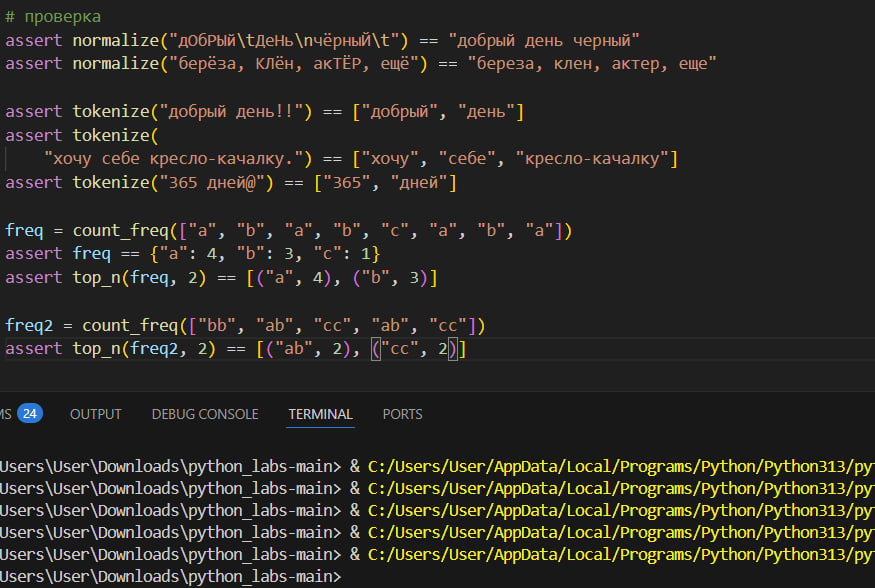 # проверка
assert normalize("дОбРЫй\tДеНь\nчёрныЙ\t") == "добрый день черный"
assert normalize("берёза, КЛён, акТЁР, ещё") == "береза, клен, актер, еще"
assert tokenize("добрый день!!") == ["добрый", "день"]
assert tokenize(
"хочу себе кресло-качалку.") == ["хочу", "себе", "кресло-качалку"]
assert tokenize("365 дней@") == ["365", "дней"]
freq = count_freq(["a", "b", "a", "b", "c", "a", "b", "a"])
assert freq == {"a": 4, "b": 3, "c": 1}
assert top_n(freq, 2) == [("a", 4), ("b", 3)]
freq2 = count_freq(["bb", "ab", "cc", "ab", "cc"])
assert top_n(freq2, 2) == [("ab", 2), ("cc", 2)]
MS 24 OUTPUT DEBUG CONSOLE TERMINAL PORTS
Users\User\Downloads\python_labs-main> & C:/Users/User/AppData/Local/Programs/Python/Python313/pyt
Users\User\Downloads\python_labs-main> & C:/Users/User/AppData/Local/Programs/Python/Python313/pyt
Users\User\Downloads\python_labs-main> & C:/Users/User/AppData/Local/Programs/Python/Python313/pyt
Users\User\Downloads\python_labs-main> & C:/Users/User/AppData/Local/Programs/Python/Python313/pyt
Users\User\Downloads\python_labs-main> & C:/Users/User/AppData/Local/Programs/Python/Python313/pyt
Users\User\Downloads\python_labs-main>